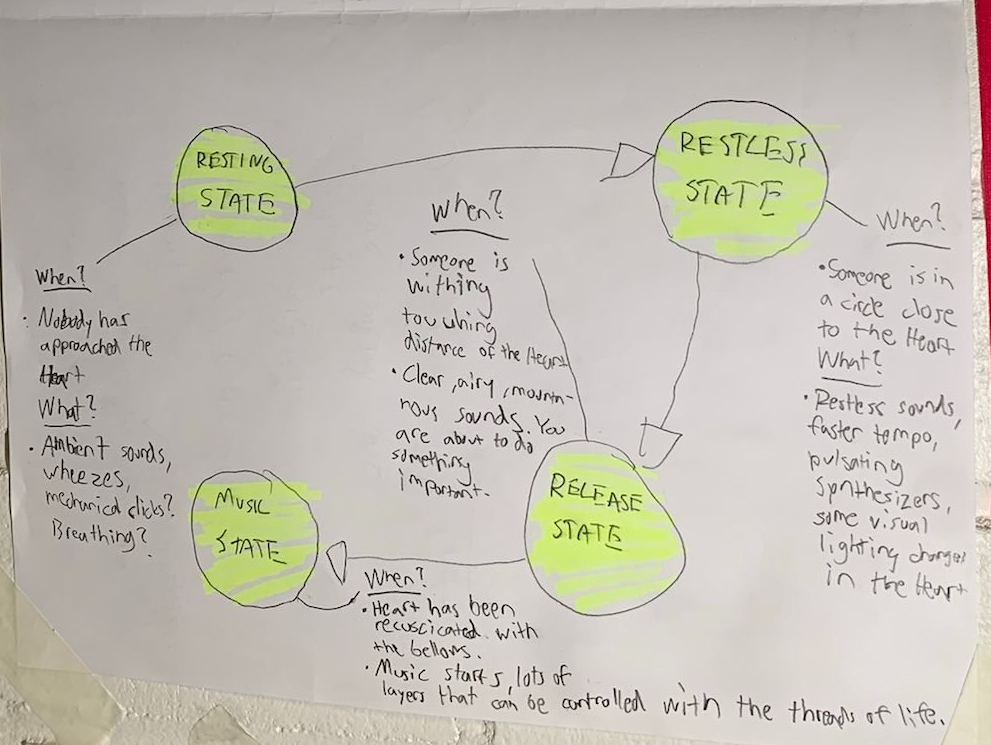 RESTING
STATE
When?
• Nobody has
approached the
Heart
What?
• Ambient sounds,
wheezes,
mechanical clicks?
Breathing?
RESTLESS
STATE
When?
• Someone is in
a circle close
to the Heart
What?
• Restless sounds,
faster tempo,
pulsating
synthesizers,
some visual
lighting changes
in the Heart
When?
• Someone is
withing
touching
distance of the Heart
• Clear, airy, mounta-
nous sounds. You
are about to do
something
important.
RELEASE
STATE
MUSIC
STATE
When?
• Heart has been
recuscicated with
the bellows.
• Music starts, lots of
layers that can be controlled with the threads of life.